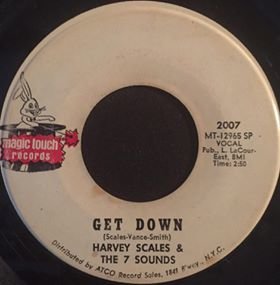 magic touch
records
2007
MT-12965 SP
VOCAL
Pub., L. LaCour-
East, BMI
Time: 2:50
GET DOWN
(Scales-Vance-Smith)
HARVEY SCALES &
THE 7 SOUNDS
Distributed by ATCO Record Sales, 1841 B'way., N.Y.C.